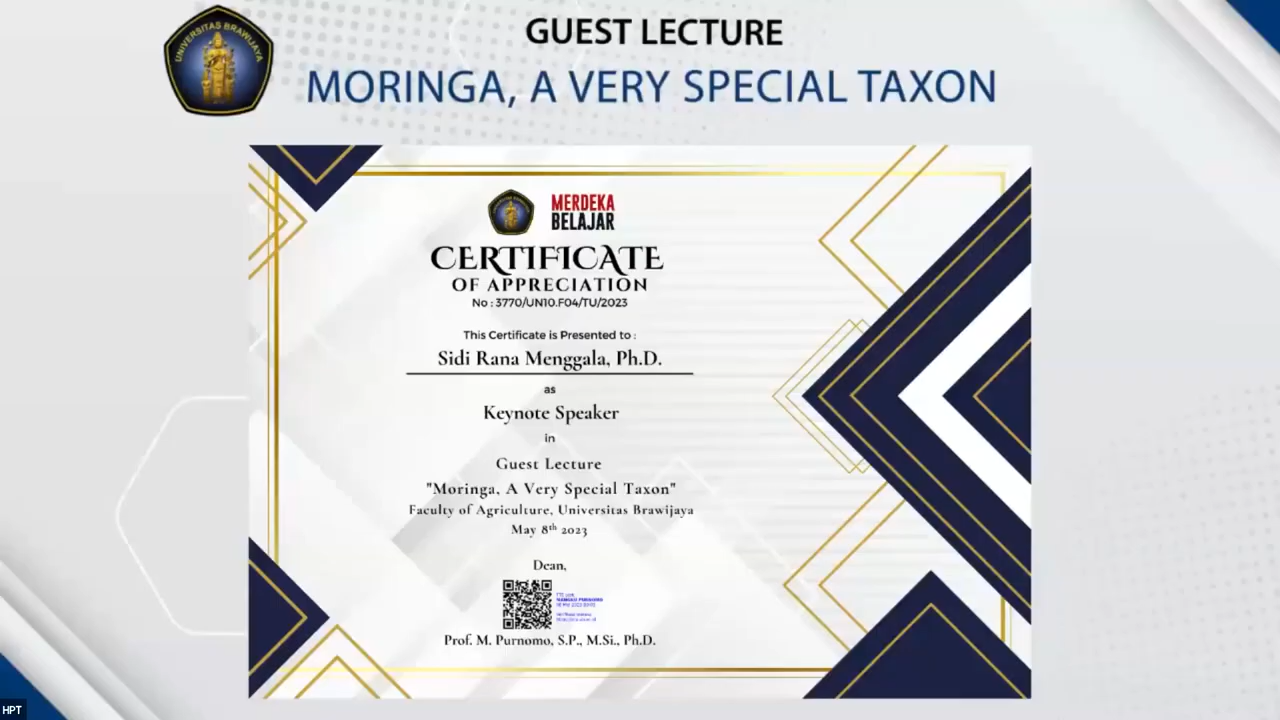 UNIVERSITAS BRAWIJAYA
GUEST LECTURE
MORINGA, A VERY SPECIAL TAXON
MERDEKA
BELAJAR
CERTIFICATE
OF APPRECIATION
No : 3770/UN10.F04/TU/2023
This Certificate is Presented to :
Sidi Rana Menggala, Ph.D.
as
Keynote Speaker
in
Guest Lecture
"Moringa, A Very Special Taxon"
Faculty of Agriculture, Universitas Brawijaya
May 8th 2023
Dean,
Prof. M. Purnomo, S.P., M.Si., Ph.D.
HPT